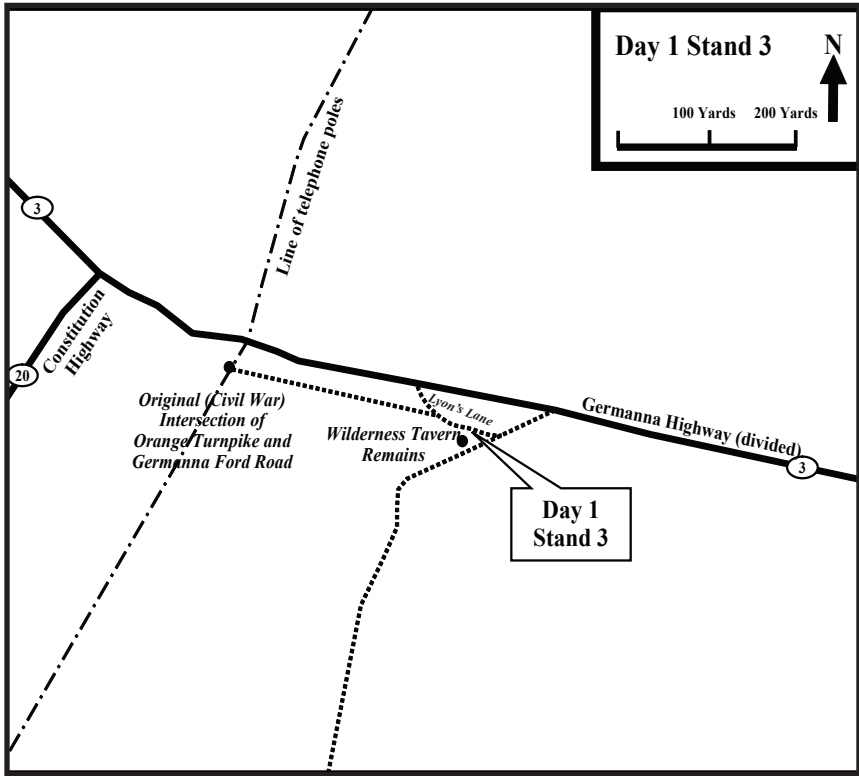 Day 1 Stand 3
N
100 Yards 200 Yards
Line of telephone poles
3
Constitution
Highway
20
Original (Civil War)
Intersection of
Orange Turnpike and
Germanna Ford Road
Lyon's Lane
Wilderness Tavern
Remains
Germanna Highway (divided)
3
Day 1
Stand 3